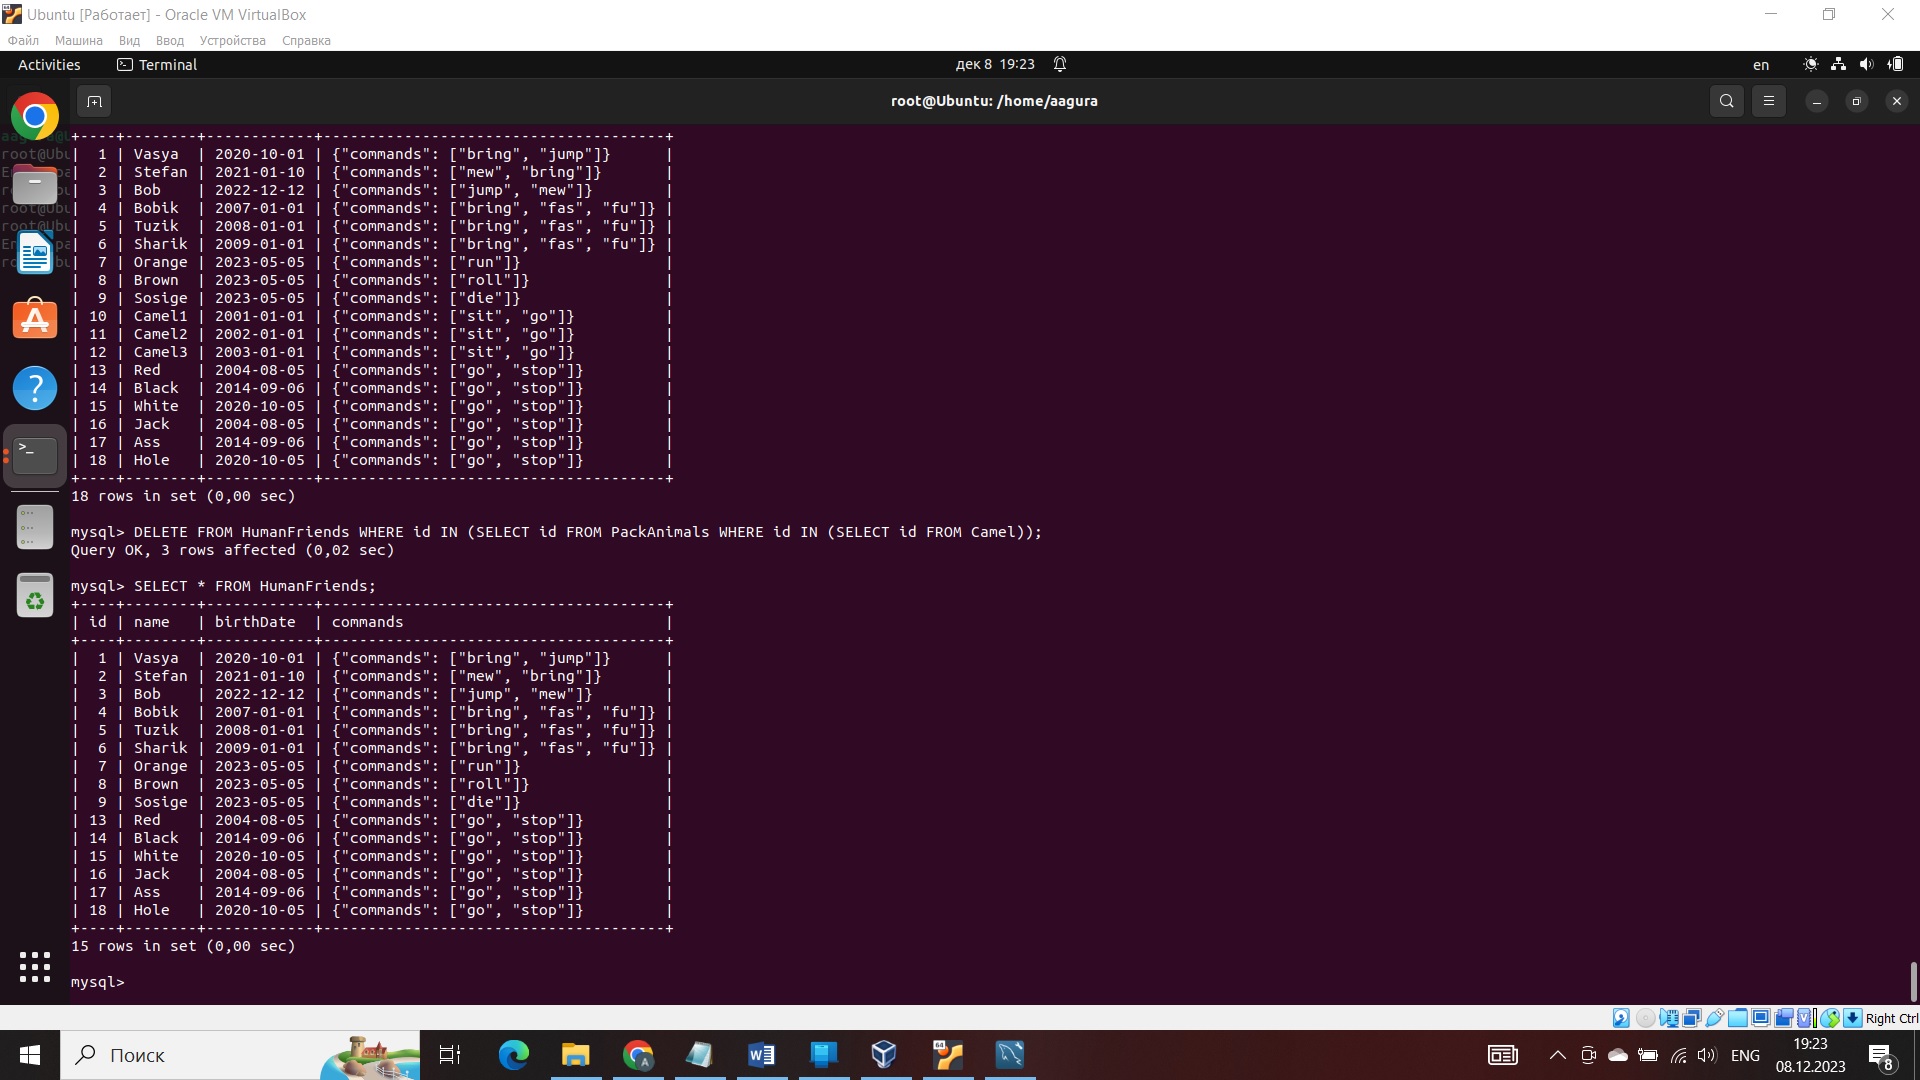 Ubuntu [Работает] - Oracle VM VirtualBox
Файл Машина Вид Ввод Устройства Справка
Activities Terminal дек 8 19:23 en
root@Ubuntu: /home/aagura
+----+--------+------------+--------------------------------------+
| 1 | Vasya | 2020-10-01 | {"commands": ["bring", "jump"]} |
| 2 | Stefan | 2021-01-10 | {"commands": ["mew", "bring"]} |
| 3 | Bob | 2022-12-12 | {"commands": ["jump", "mew"]} |
| 4 | Bobik | 2007-01-01 | {"commands": ["bring", "fas", "fu"]} |
| 5 | Tuzik | 2008-01-01 | {"commands": ["bring", "fas", "fu"]} |
| 6 | Sharik | 2009-01-01 | {"commands": ["bring", "fas", "fu"]} |
| 7 | Orange | 2023-05-05 | {"commands": ["run"]} |
| 8 | Brown | 2023-05-05 | {"commands": ["roll"]} |
| 9 | Sosige | 2023-05-05 | {"commands": ["die"]} |
| 10 | Camel1 | 2001-01-01 | {"commands": ["sit", "go"]} |
| 11 | Camel2 | 2002-01-01 | {"commands": ["sit", "go"]} |
| 12 | Camel3 | 2003-01-01 | {"commands": ["sit", "go"]} |
| 13 | Red | 2004-08-05 | {"commands": ["go", "stop"]} |
| 14 | Black | 2014-09-06 | {"commands": ["go", "stop"]} |
| 15 | White | 2020-10-05 | {"commands": ["go", "stop"]} |
| 16 | Jack | 2004-08-05 | {"commands": ["go", "stop"]} |
| 17 | Ass | 2014-09-06 | {"commands": ["go", "stop"]} |
| 18 | Hole | 2020-10-05 | {"commands": ["go", "stop"]} |
+----+--------+------------+--------------------------------------+
18 rows in set (0,00 sec)
mysql> DELETE FROM HumanFriends WHERE id IN (SELECT id FROM PackAnimals WHERE id IN (SELECT id FROM Camel));
Query OK, 3 rows affected (0,02 sec)
mysql> SELECT * FROM HumanFriends;
+----+--------+------------+--------------------------------------+
| id | name | birthDate | commands |
+----+--------+------------+--------------------------------------+
| 1 | Vasya | 2020-10-01 | {"commands": ["bring", "jump"]} |
| 2 | Stefan | 2021-01-10 | {"commands": ["mew", "bring"]} |
| 3 | Bob | 2022-12-12 | {"commands": ["jump", "mew"]} |
| 4 | Bobik | 2007-01-01 | {"commands": ["bring", "fas", "fu"]} |
| 5 | Tuzik | 2008-01-01 | {"commands": ["bring", "fas", "fu"]} |
| 6 | Sharik | 2009-01-01 | {"commands": ["bring", "fas", "fu"]} |
| 7 | Orange | 2023-05-05 | {"commands": ["run"]} |
| 8 | Brown | 2023-05-05 | {"commands": ["roll"]} |
| 9 | Sosige | 2023-05-05 | {"commands": ["die"]} |
| 13 | Red | 2004-08-05 | {"commands": ["go", "stop"]} |
| 14 | Black | 2014-09-06 | {"commands": ["go", "stop"]} |
| 15 | White | 2020-10-05 | {"commands": ["go", "stop"]} |
| 16 | Jack | 2004-08-05 | {"commands": ["go", "stop"]} |
| 17 | Ass | 2014-09-06 | {"commands": ["go", "stop"]} |
| 18 | Hole | 2020-10-05 | {"commands": ["go", "stop"]} |
+----+--------+------------+--------------------------------------+
15 rows in set (0,00 sec)
mysql>
Right Ctrl
Поиск
ENG
19:23
08.12.2023
8